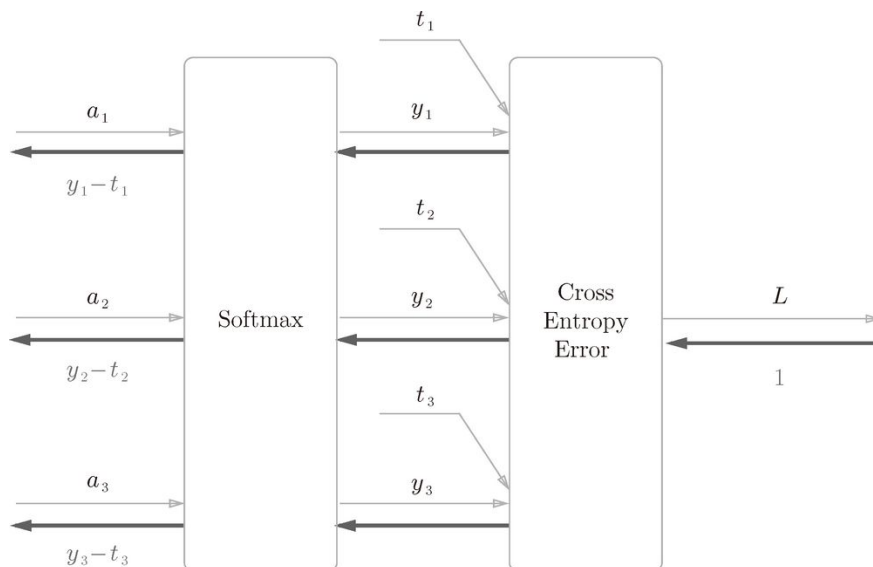 t₁
a₁
y₁
y₁−t₁
t₂
a₂
y₂
Softmax
Cross
Entropy
Error
L
y₂−t₂
1
t₃
a₃
y₃
y₃−t₃